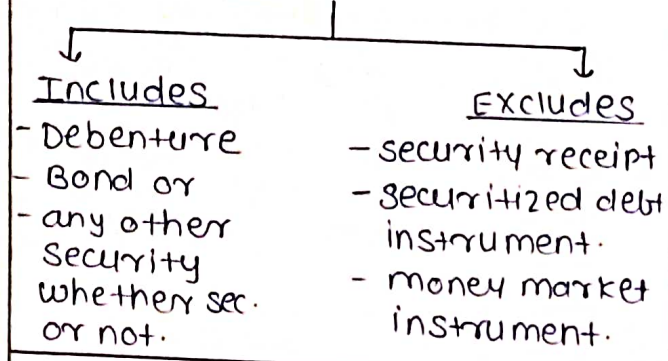 Includes
- Debenture
- Bond or
- any other
security
whether sec.
or not.
Excludes
- security receipt
- securitized debt
instrument.
- money market
instrument.